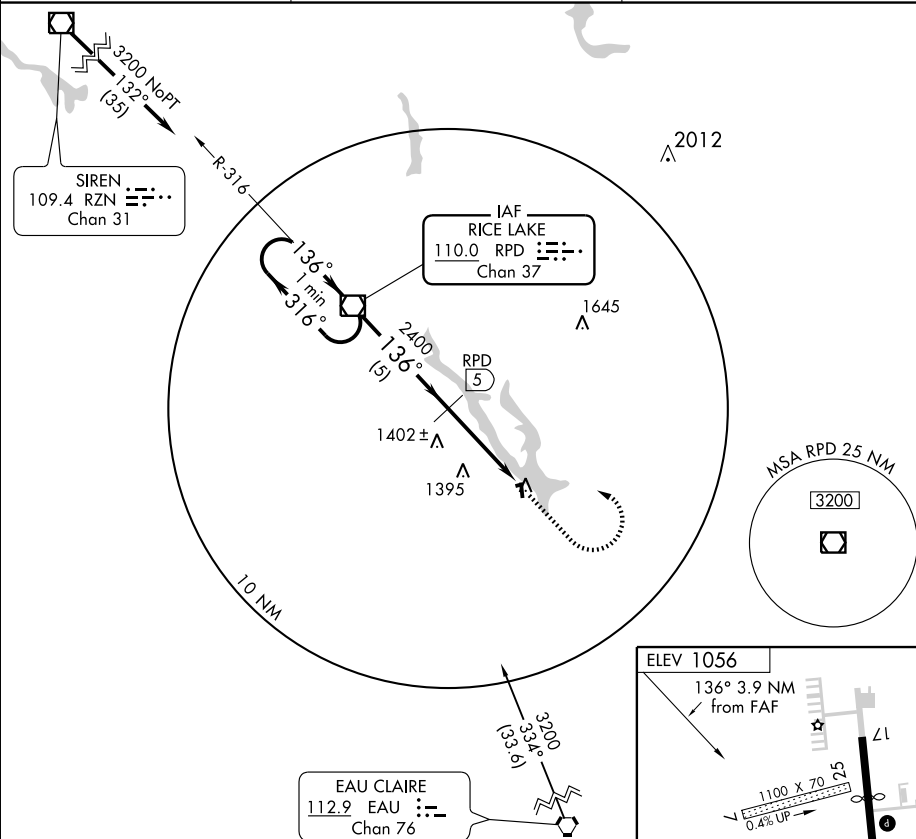 3200 NoPT
132°
(35)
2012
R-316
SIREN
109.4 RZN
Chan 31
IAF
RICE LAKE
110.0 RPD
Chan 37
136°
1 min
316°
1645
2400
136°
(5)
RPD
5
1402±
1395
MSA RPD 25 NM
3200
10 NM
ELEV 1056
136° 3.9 NM
from FAF
17
3200
334°
(33.6)
1100 X 70
25
7
0.4% UP
EAU CLAIRE
112.9 EAU
Chan 76